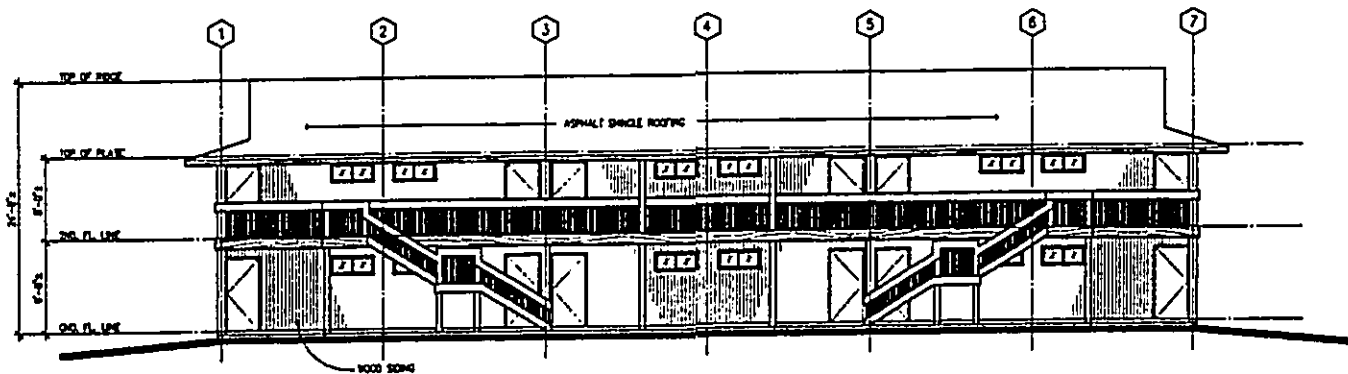 1 2 3 4 5 6 7
TOP OF RIDGE
ASPHALT SHINGLE ROOFING
TOP OF PLATE
2ND. FL. LINE
GND. FL. LINE
WOOD SIDING